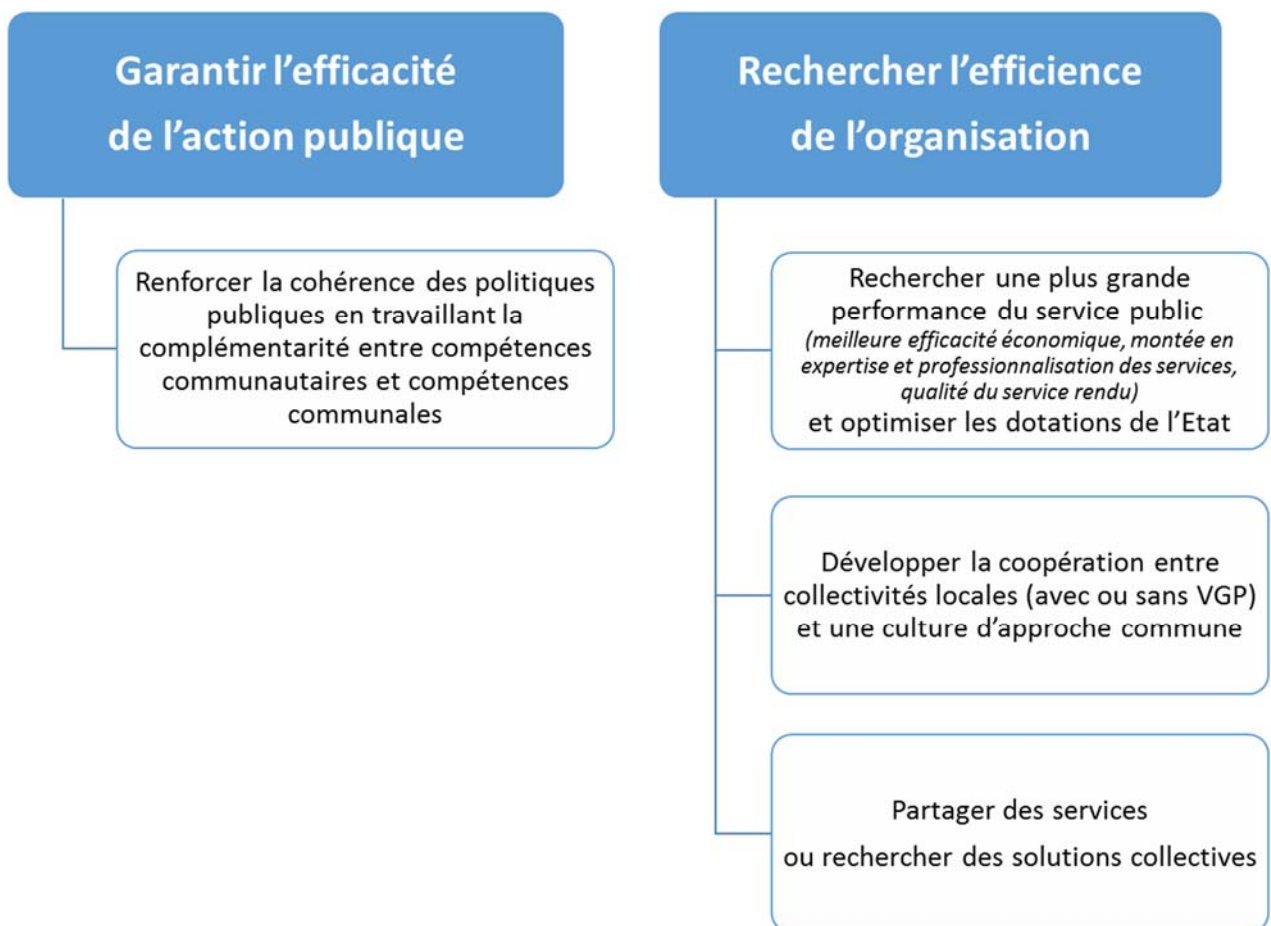 Garantir l’efficacité
de l’action publique
Renforcer la cohérence des politiques
publiques en travaillant la
complémentarité entre compétences
communautaires et compétences
communales
Rechercher l’efficience
de l’organisation
Rechercher une plus grande
performance du service public
(meilleure efficacité économique, montée en
expertise et professionnalisation des services,
qualité du service rendu)
et optimiser les dotations de l’Etat
Développer la coopération entre
collectivités locales (avec ou sans VGP)
et une culture d’approche commune
Partager des services
ou rechercher des solutions collectives